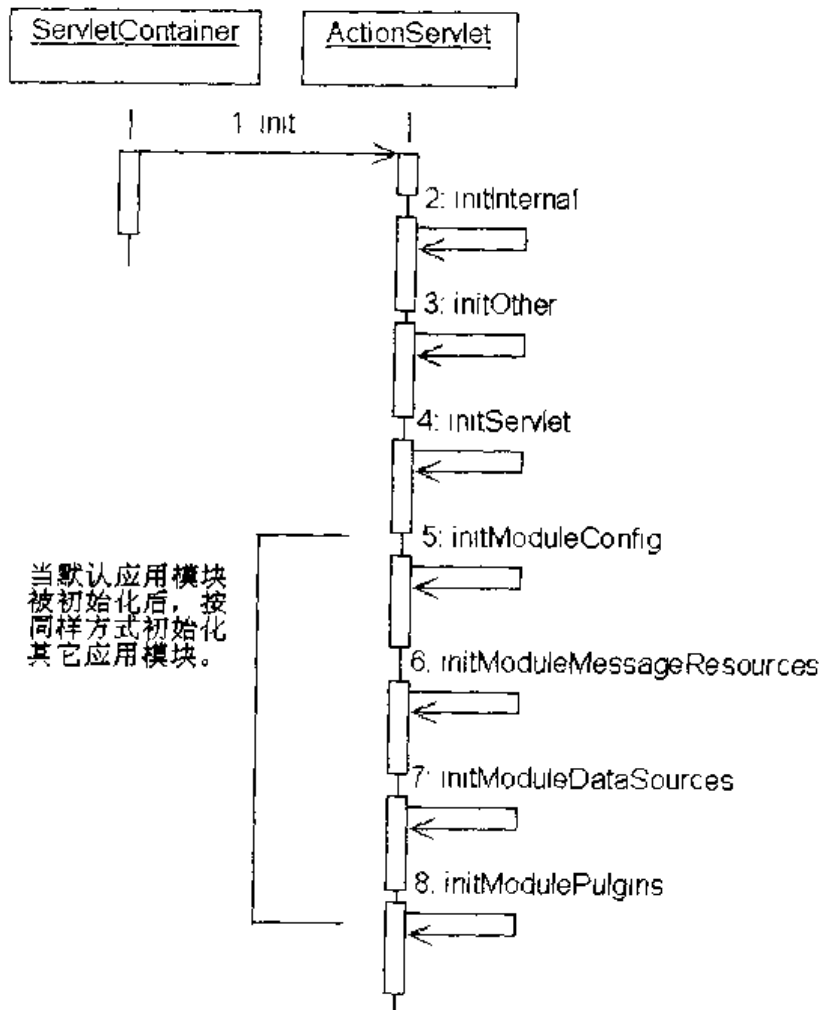 ServletContainer
ActionServlet
1 init
2: initInternal
3: initOther
4: initServlet
5: initModuleConfig
当默认应用模块
被初始化后，按
同样方式初始化
其它应用模块。
6. initModuleMessageResources
7: initModuleDataSources
8. initModulePulgins